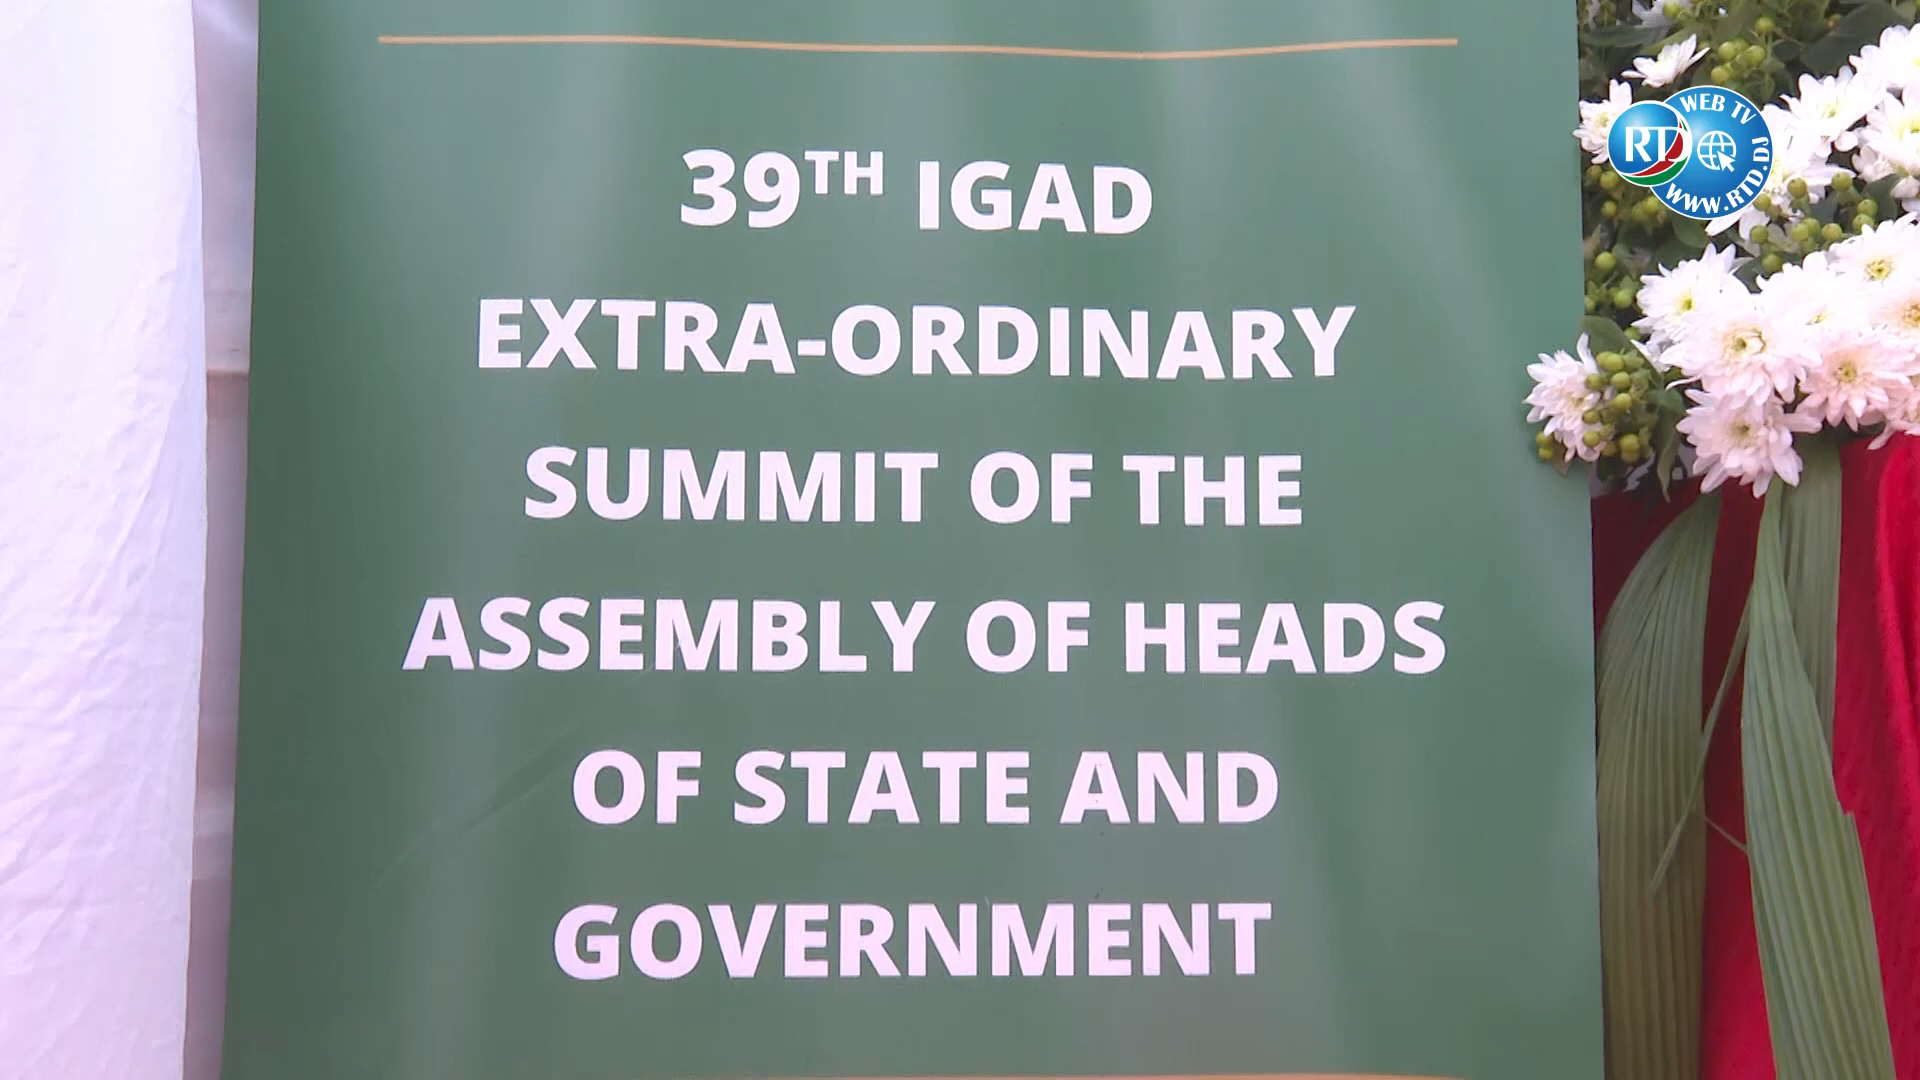 39TH IGAD
EXTRA-ORDINARY
SUMMIT OF THE
ASSEMBLY OF HEADS
OF STATE AND
GOVERNMENT
RTD
WEB TV
WWW.RTD.DJ